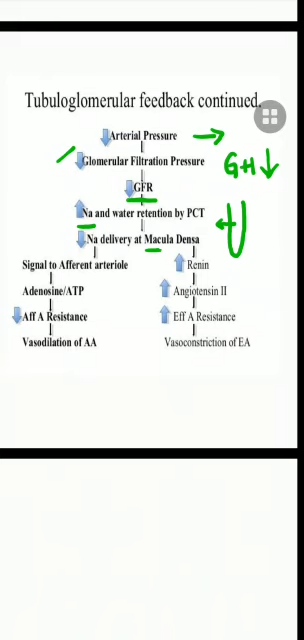 Tubuloglomerular feedback continued.
Arterial Pressure
Glomerular Filtration Pressure
GH
GFR
Na and water retention by PCT
Na delivery at Macula Densa
Signal to Afferent arteriole Renin
Adenosine/ATP Angiotensin II
Aff A Resistance Eff A Resistance
Vasodilation of AA Vasoconstriction of EA